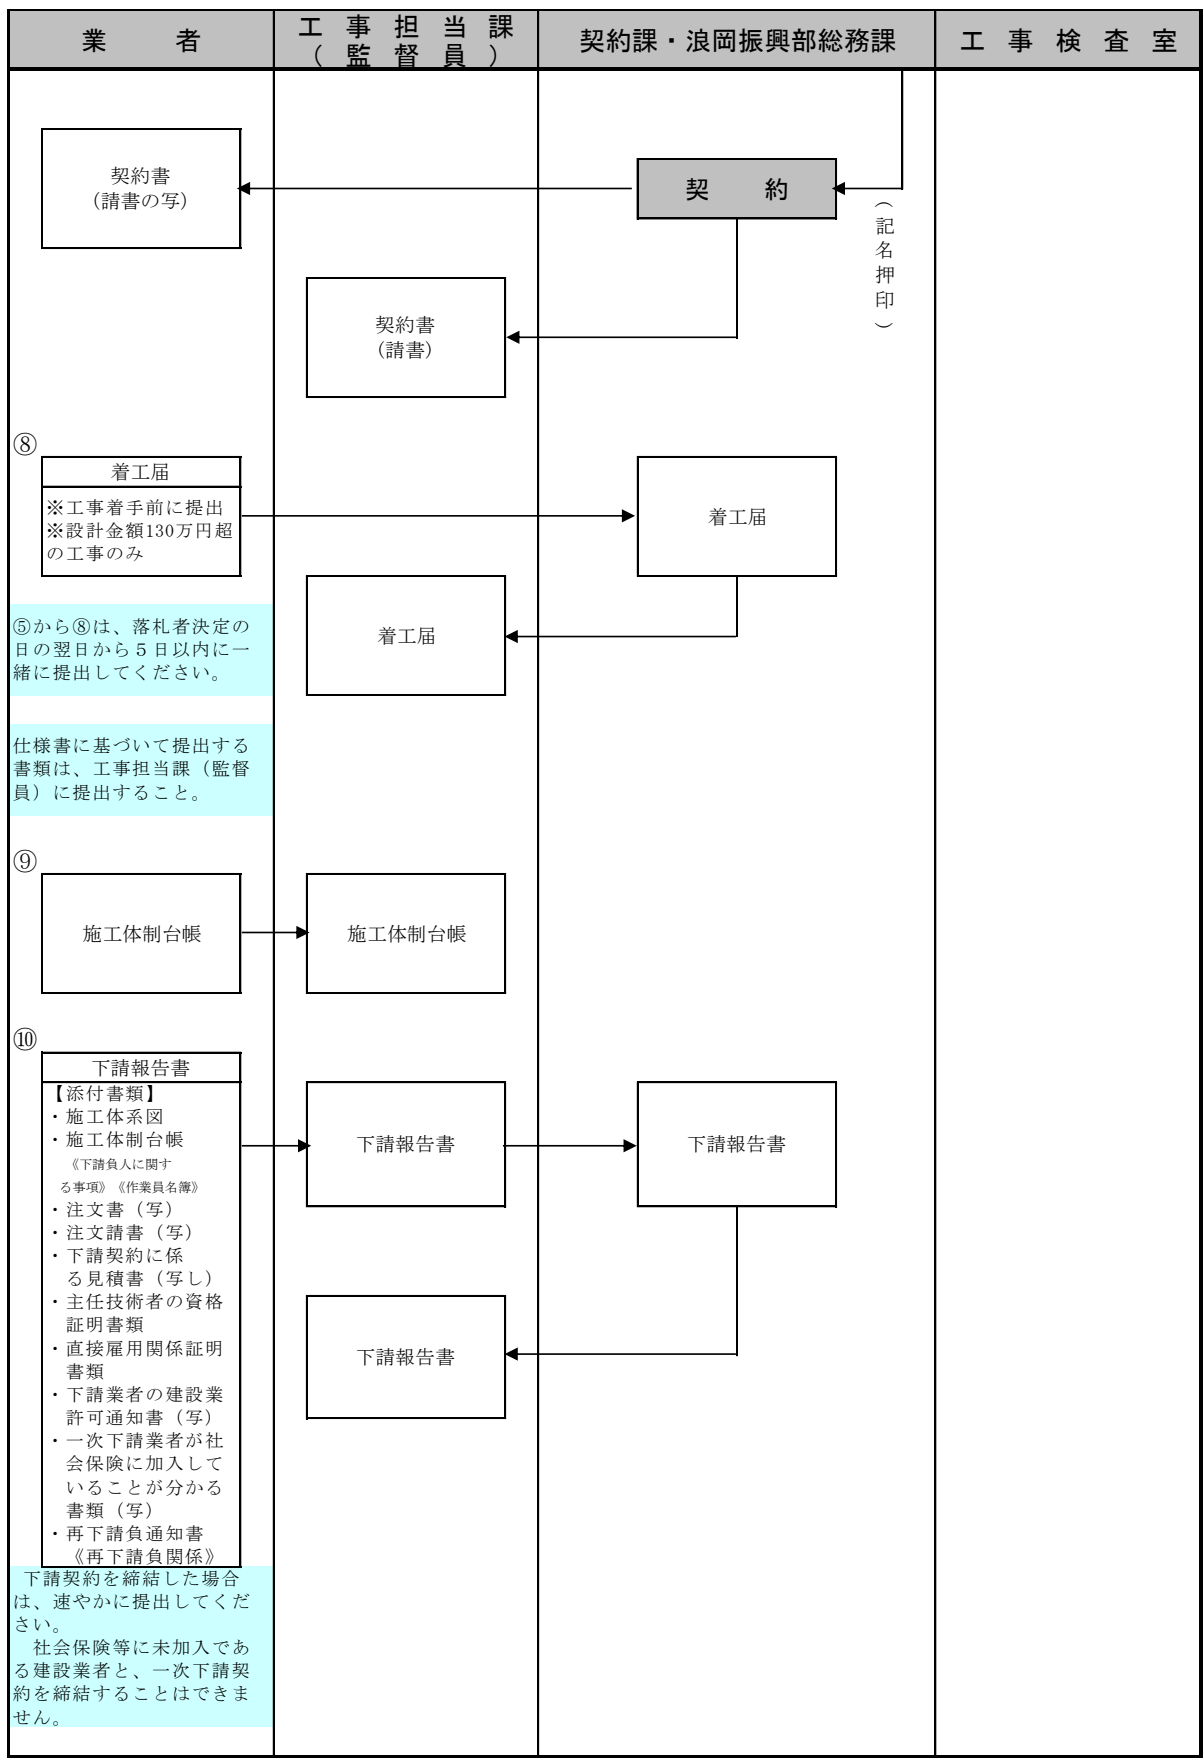 業　者
工事担当課
（監督員）
契約課・浪岡振興部総務課
工事検査室
契約書
(請書の写)
契　約
（記名押印）
契約書
(請書)
⑧
着工届
※工事着手前に提出
※設計金額130万円超
の工事のみ
着工届
着工届
⑤から⑧は、落札者決定の
日の翌日から５日以内に一
緒に提出してください。
仕様書に基づいて提出する
書類は、工事担当課（監督
員）に提出すること。
⑨
施工体制台帳
施工体制台帳
⑩
下請報告書
【添付書類】
・施工体系図
・施工体制台帳
《下請負人に関す
る事項》《作業員名簿》
・注文書（写）
・注文請書（写）
・下請契約に係
る見積書（写し）
・主任技術者の資格
証明書類
・直接雇用関係証明
書類
・下請業者の建設業
許可通知書（写）
・一次下請業者が社
会保険に加入して
いることが分かる
書類（写）
・再下請負通知書
《再下請負関係》
下請報告書
下請報告書
下請報告書
下請契約を締結した場合
は、速やかに提出してくだ
さい。
社会保険等に未加入であ
る建設業者と、一次下請契
約を締結することはできま
せん。